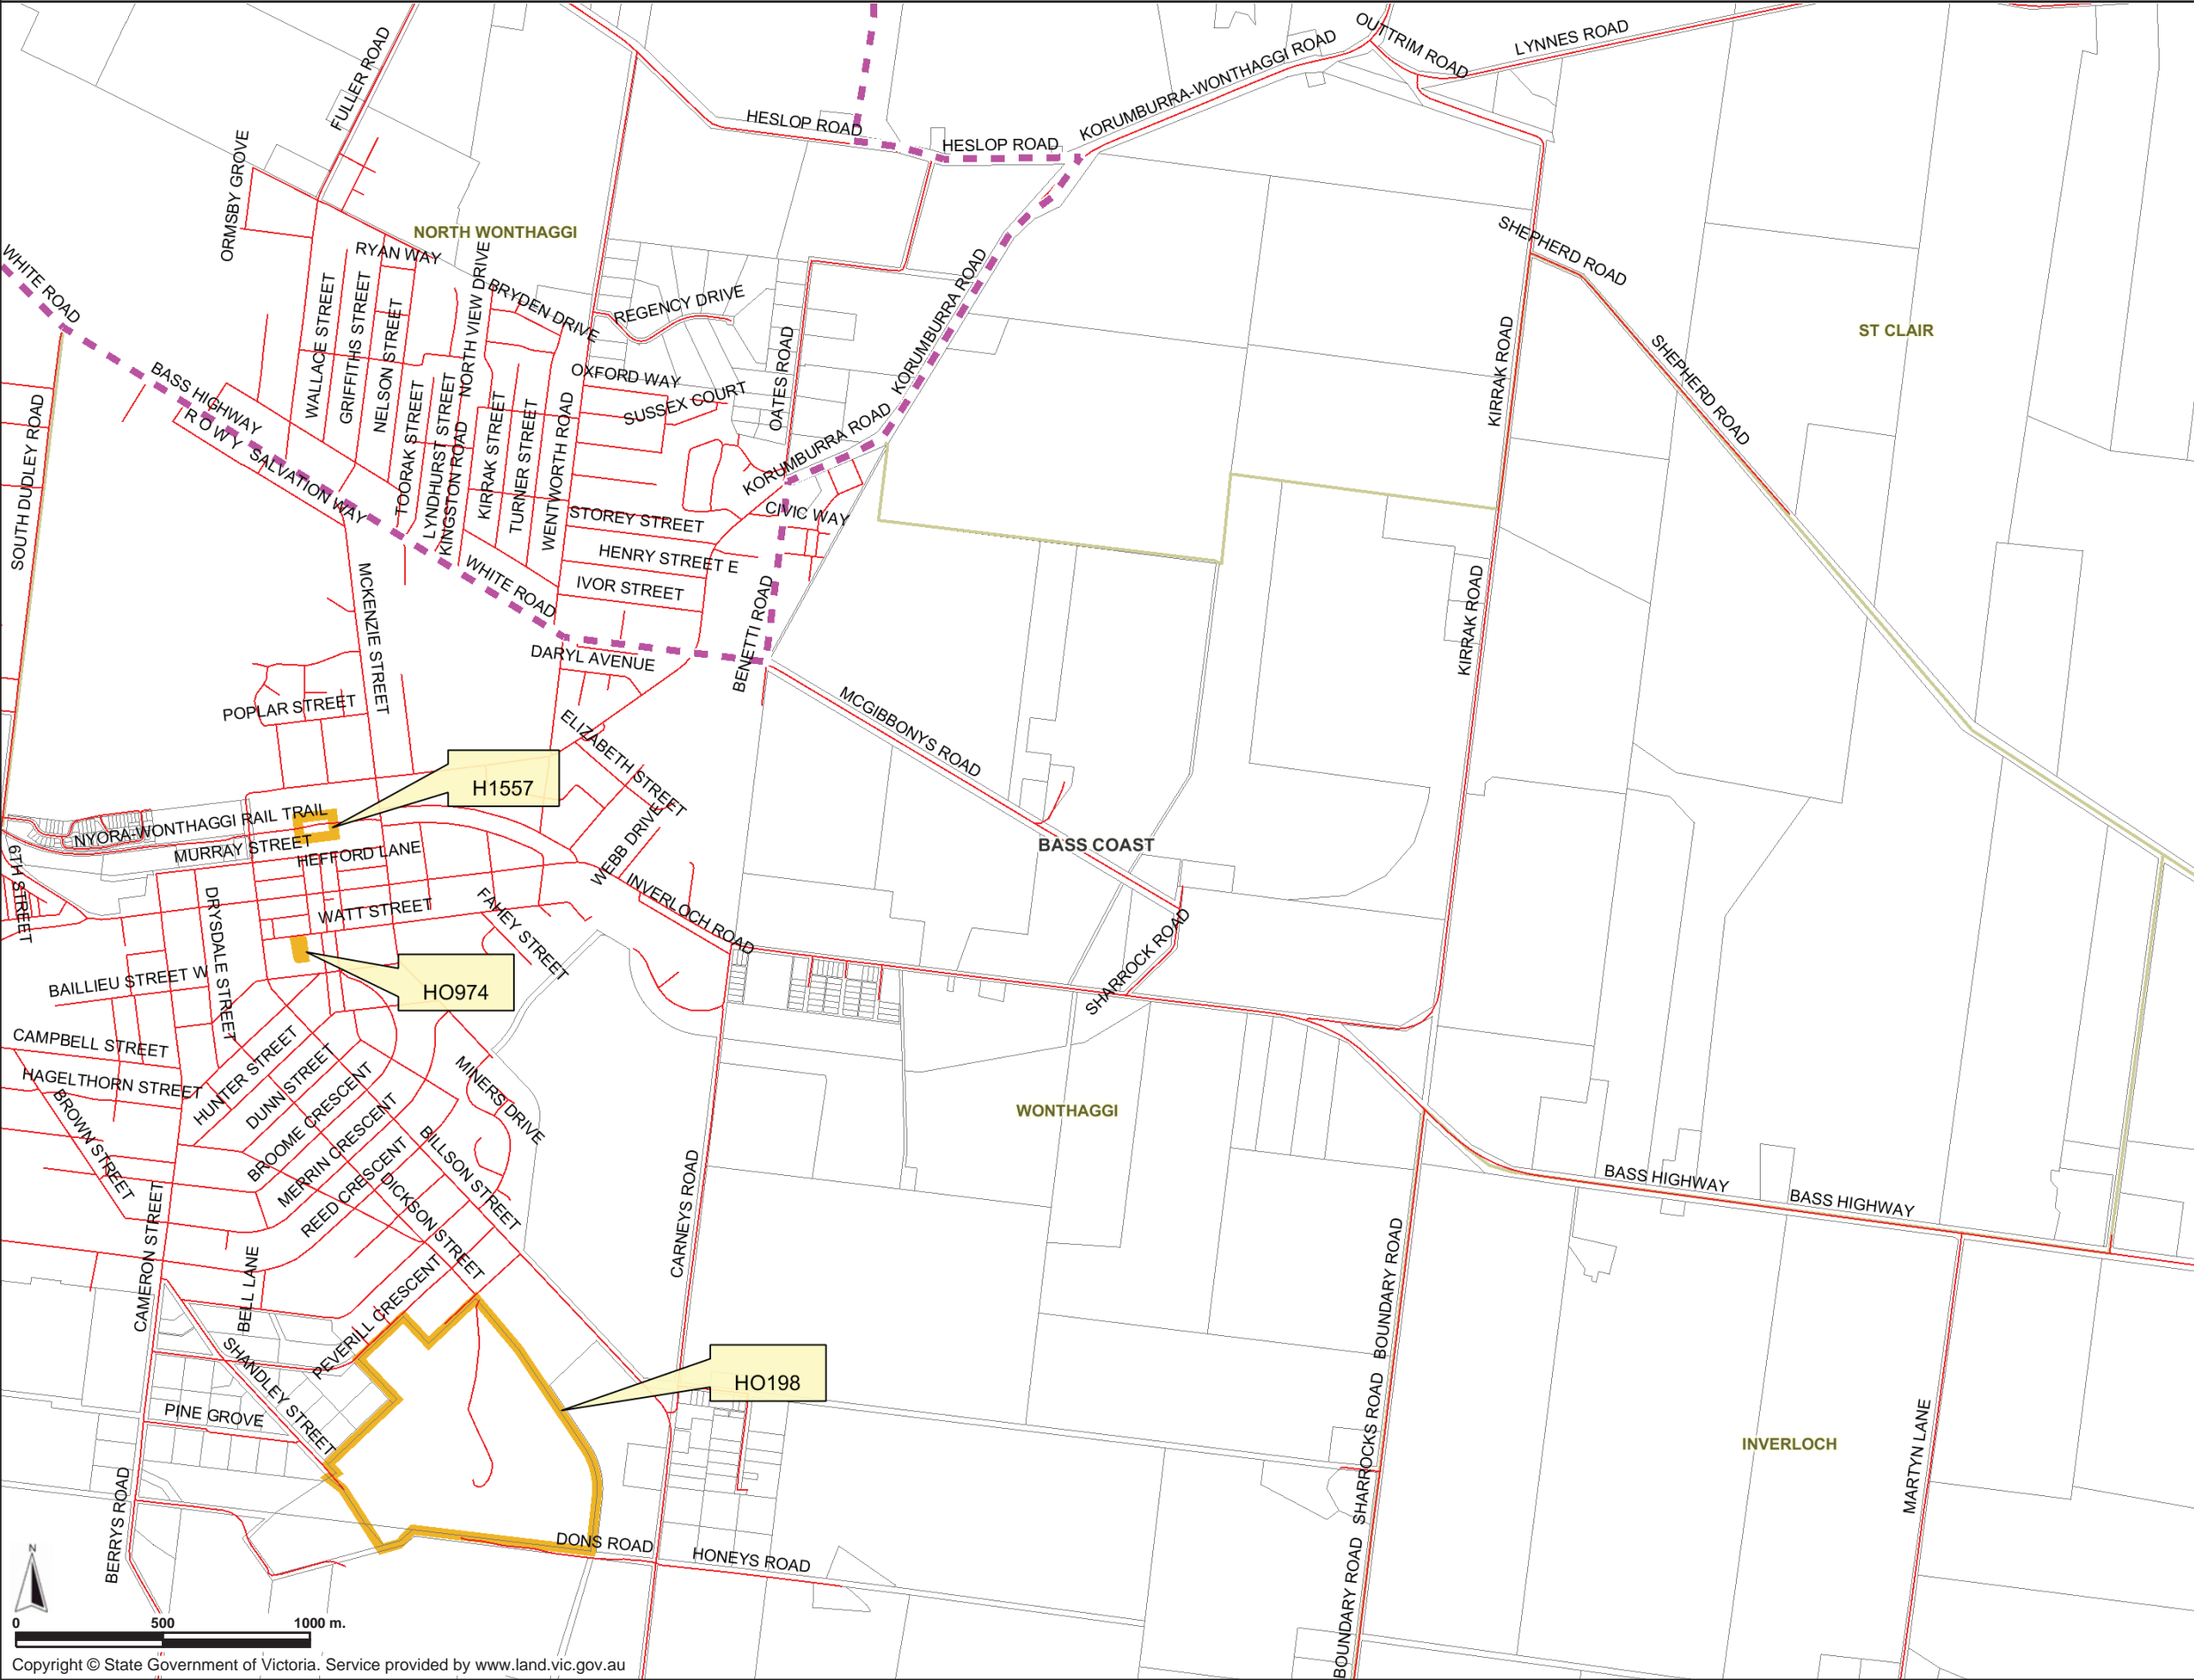 OUTTRIM ROAD
LYNNES ROAD
FULLER ROAD
KORUMBURRA-WONTHAGGI ROAD
HESLOP ROAD
HESLOP ROAD
ORMSBY GROVE
NORTH WONTHAGGI
SHEPHERD ROAD
WHITE ROAD
RYAN WAY
BRYDEN DRIVE
REGENCY DRIVE
KORUMBURRA ROAD
WALLACE STREET
GRIFFITHS STREET
NELSON STREET
NORTH VIEW DRIVE
ST CLAIR
KIRRAK ROAD
SHEPHERD ROAD
BASS HIGHWAY
OXFORD WAY
OATES ROAD
SUSSEX COURT
ROWY
SALVATION WAY
SOUTH DUDLEY ROAD
TOORAK STREET
LYNDHURST STREET
KINGSTON ROAD
KIRRAK STREET
TURNER STREET
WENTWORTH ROAD
KORUMBURRA ROAD
CIVIC WAY
STOREY STREET
HENRY STREET E
IVOR STREET
WHITE ROAD
MCKENZIE STREET
BENETTI ROAD
KIRRAK ROAD
DARYL AVENUE
MCGIBBONYS ROAD
POPLAR STREET
ELIZABETH STREET
H1557
NYORA-WONTHAGGI RAIL TRAIL
MURRAY STREET
HEFFORD LANE
WEBB DRIVE
BASS COAST
6TH STREET
DRYSDALE STREET
WATT STREET
FAHEY STREET
INVERLOCH ROAD
SHARROCK ROAD
BAILLIEU STREET W
HO974
CAMPBELL STREET
HAGELTHORN STREET
HUNTER STREET
DUNN STREET
BROOME CRESCENT
MERRIN CRESCENT
REED CRESCENT
MINERS DRIVE
WONTHAGGI
BROWN STREET
BILLSON STREET
DICKSON STREET
BASS HIGHWAY
BASS HIGHWAY
CAMERON STREET
CARNEYS ROAD
BELL LANE
PEVERILL CRESCENT
BOUNDARY ROAD
SHANDLEY STREET
HO198
PINE GROVE
SHARROCKS ROAD
INVERLOCH
MARTYN LANE
BERRYS ROAD
DONS ROAD
HONEYS ROAD
BOUNDARY ROAD
N
0 500 1000 m.
Copyright © State Government of Victoria. Service provided by www.land.vic.gov.au